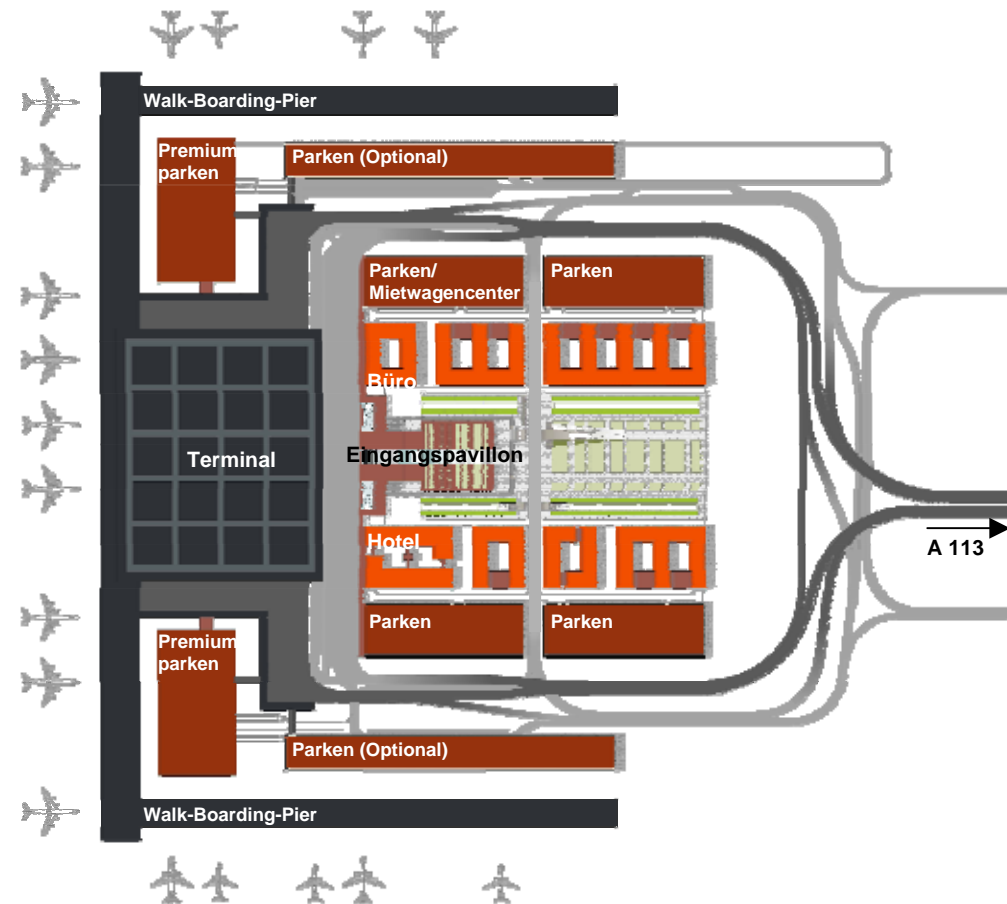 Walk-Boarding-Pier
Premium
parken
Parken (Optional)
Parken/
Mietwagencenter
Parken
Büro
Eingangspavillon
Terminal
Hotel
A 113
Parken
Parken
Premium
parken
Parken (Optional)
Walk-Boarding-Pier